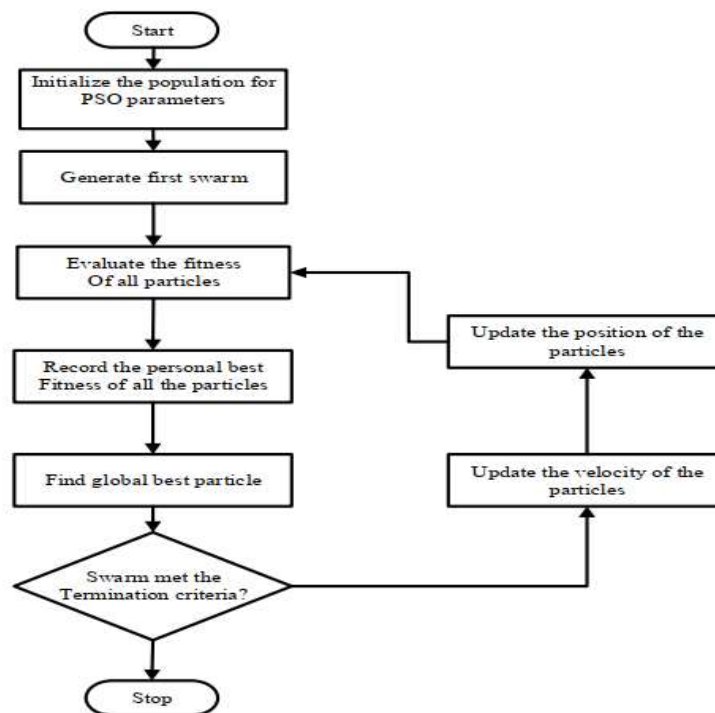 Start
Initialize the population for
PSO parameters
Generate first swarm
Evaluate the fitness
Of all particles
Record the personal best
Fitness of all the particles
Find global best particle
Swarm met the
Termination criteria?
Stop
Update the position of the
particles
Update the velocity of the
particles